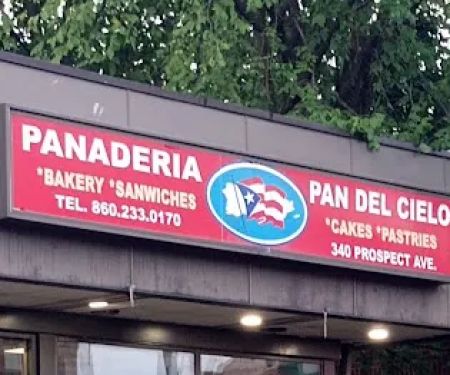 PANADERIA
*BAKERY *SANWICHES
TEL. 860.233.0170
PAN DEL CIELO
*CAKES *PASTRIES
340 PROSPECT AVE.